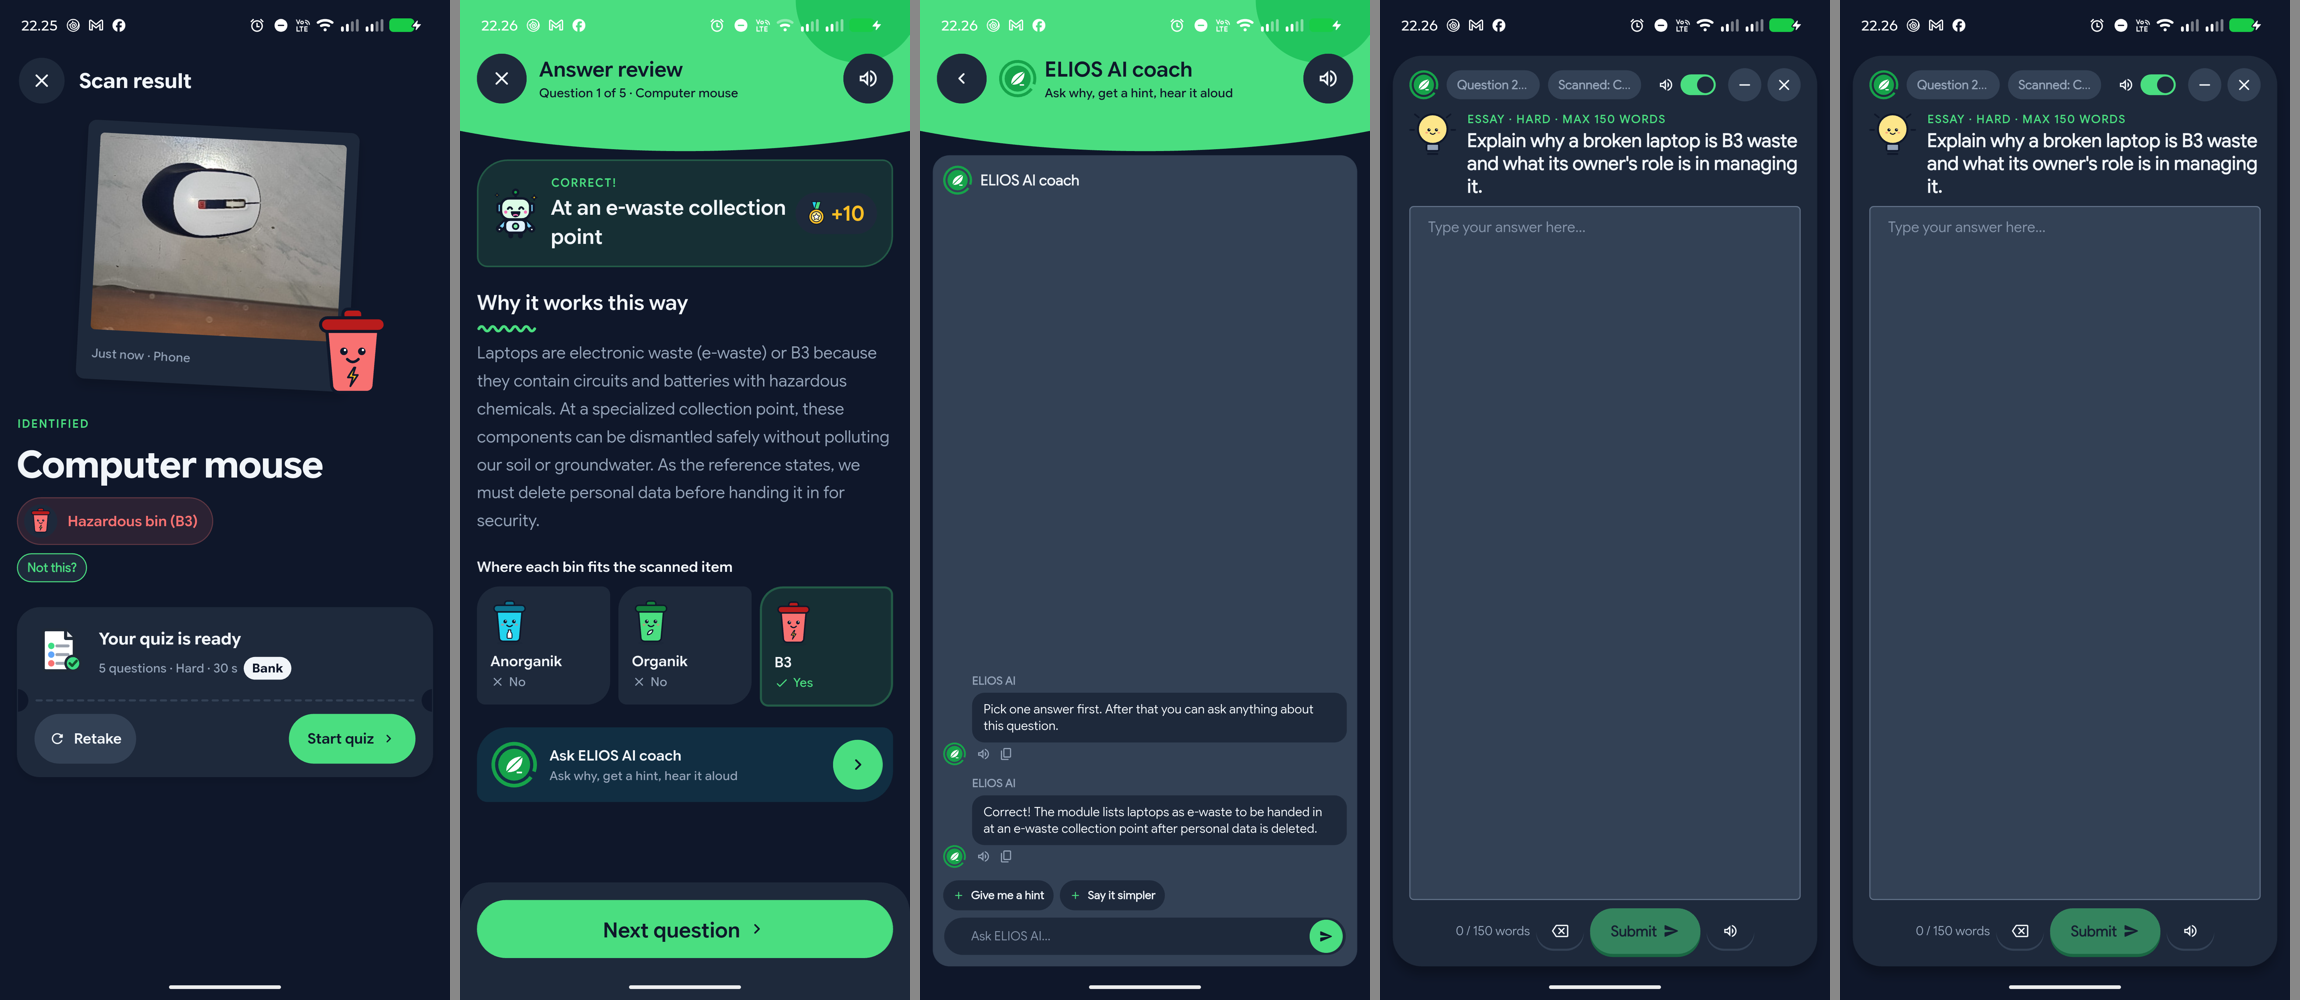 22.25
Vo LTE
Scan result
Just now · Phone
IDENTIFIED
Computer mouse
Hazardous bin (B3)
Not this?
Your quiz is ready
5 questions · Hard · 30 s Bank
Retake
Start quiz
22.26
Vo LTE
Answer review
Question 1 of 5 · Computer mouse
CORRECT!
At an e-waste collection
point
+10
Why it works this way
Laptops are electronic waste (e-waste) or B3 because
they contain circuits and batteries with hazardous
chemicals. At a specialized collection point, these
components can be dismantled safely without polluting
our soil or groundwater. As the reference states, we
must delete personal data before handing it in for
security.
Where each bin fits the scanned item
Anorganik
No
Organik
No
B3
Yes
Ask ELIOS AI coach
Ask why, get a hint, hear it aloud
Next question
22.26
Vo LTE
ELIOS AI coach
Ask why, get a hint, hear it aloud
ELIOS AI coach
ELIOS AI
Pick one answer first. After that you can ask anything about
this question.
ELIOS AI
Correct! The module lists laptops as e-waste to be handed in
at an e-waste collection point after personal data is deleted.
+ Give me a hint
+ Say it simpler
Ask ELIOS AI...
22.26
Vo LTE
Question 2...
Scanned: C...
ESSAY · HARD · MAX 150 WORDS
Explain why a broken laptop is B3 waste
and what its owner's role is in managing
it.
Type your answer here...
0 / 150 words
Submit
22.26
Vo LTE
Question 2...
Scanned: C...
ESSAY · HARD · MAX 150 WORDS
Explain why a broken laptop is B3 waste
and what its owner's role is in managing
it.
Type your answer here...
0 / 150 words
Submit